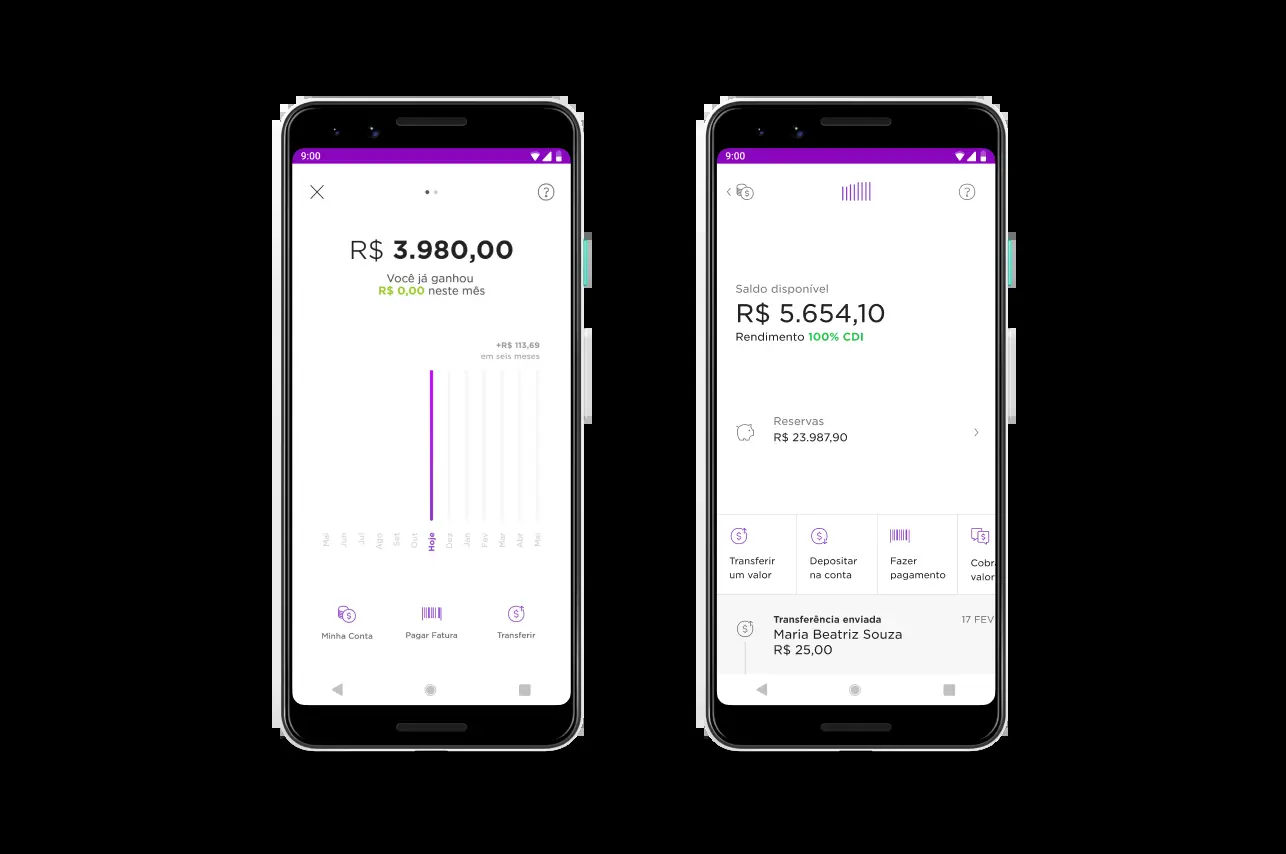 9:00
R$ 3.980,00
Você já ganhou
R$ 0,00 neste mês
+R$ 113,69
em seis meses
Mai Jun Jul Ago Set Out Hoje Dez Jan Fev Mar Abr Mei
Minha Conta Pagar Fatura Transferir
9:00
Saldo disponível
R$ 5.654,10
Rendimento 100% CDI
Reservas
R$ 23.987,90
Transferir Depositar Fazer Cobra
um valor na conta pagamento valor
Transferência enviada 17 FEV
Maria Beatriz Souza
R$ 25,00